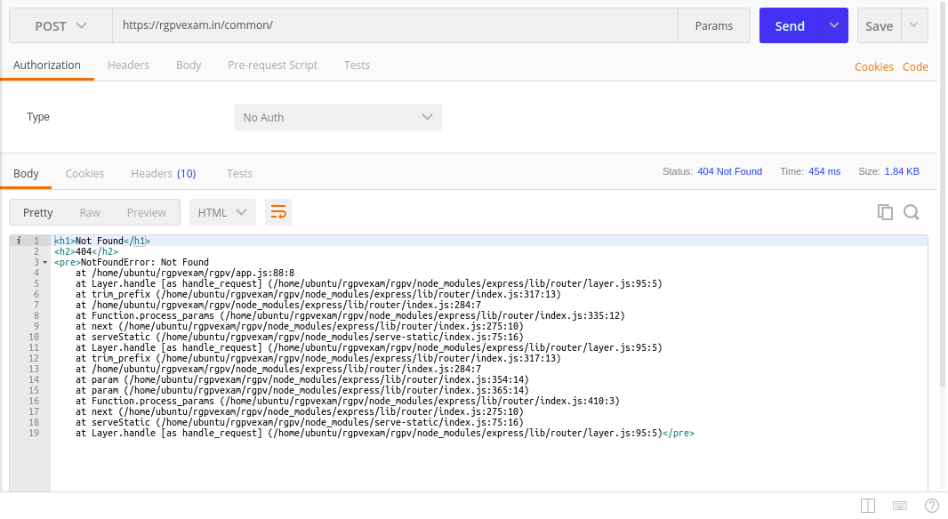 POST https://rgpvexam.in/common/ Params Send Save
Authorization Headers Body Pre-request Script Tests Cookies Code
Type No Auth
Body Cookies Headers (10) Tests Status: 404 Not Found Time: 454 ms Size: 1.84 KB
Pretty Raw Preview HTML
i 1 <h1>Not Found</h1>
2 <h2>404</h2>
3 <pre>NotFoundError: Not Found
4 at /home/ubuntu/rgpvexam/rgpv/app.js:88:8
5 at Layer.handle [as handle_request] (/home/ubuntu/rgpvexam/rgpv/node_modules/express/lib/router/layer.js:95:5)
6 at trim_prefix (/home/ubuntu/rgpvexam/rgpv/node_modules/express/lib/router/index.js:317:13)
7 at /home/ubuntu/rgpvexam/rgpv/node_modules/express/lib/router/index.js:284:7
8 at Function.process_params (/home/ubuntu/rgpvexam/rgpv/node_modules/express/lib/router/index.js:335:12)
9 at next (/home/ubuntu/rgpvexam/rgpv/node_modules/express/lib/router/index.js:275:10)
10 at serveStatic (/home/ubuntu/rgpvexam/rgpv/node_modules/serve-static/index.js:75:16)
11 at Layer.handle [as handle_request] (/home/ubuntu/rgpvexam/rgpv/node_modules/express/lib/router/layer.js:95:5)
12 at trim_prefix (/home/ubuntu/rgpvexam/rgpv/node_modules/express/lib/router/index.js:317:13)
13 at /home/ubuntu/rgpvexam/rgpv/node_modules/express/lib/router/index.js:284:7
14 at param (/home/ubuntu/rgpvexam/rgpv/node_modules/express/lib/router/index.js:354:14)
15 at param (/home/ubuntu/rgpvexam/rgpv/node_modules/express/lib/router/index.js:365:14)
16 at Function.process_params (/home/ubuntu/rgpvexam/rgpv/node_modules/express/lib/router/index.js:410:3)
17 at next (/home/ubuntu/rgpvexam/rgpv/node_modules/express/lib/router/index.js:275:10)
18 at serveStatic (/home/ubuntu/rgpvexam/rgpv/node_modules/serve-static/index.js:75:16)
19 at Layer.handle [as handle_request] (/home/ubuntu/rgpvexam/rgpv/node_modules/express/lib/router/layer.js:95:5)</pre>